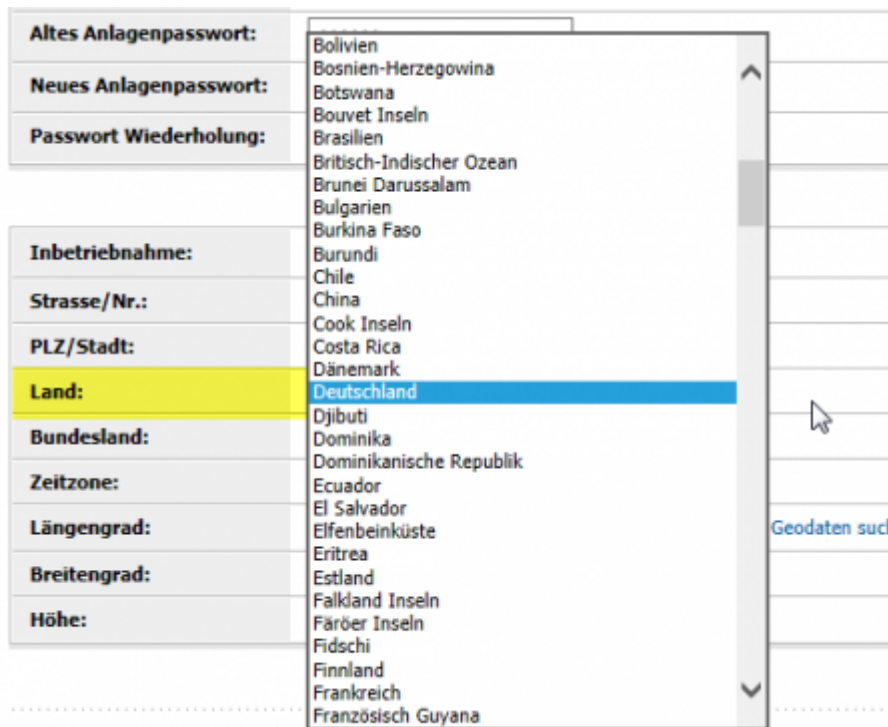 Altes Anlagenpasswort:
Neues Anlagenpasswort:
Passwort Wiederholung:
Inbetriebnahme:
Strasse/Nr.:
PLZ/Stadt:
Land:
Bundesland:
Zeitzone:
Längengrad:
Breitengrad:
Höhe:
Bolivien
Bosnien-Herzegowina
Botswana
Bouvet Inseln
Brasilien
Britisch-Indischer Ozean
Brunei Darussalam
Bulgarien
Burkina Faso
Burundi
Chile
China
Cook Inseln
Costa Rica
Dänemark
Deutschland
Djibuti
Dominika
Dominikanische Republik
Ecuador
El Salvador
Elfenbeinküste
Eritrea
Estland
Falkland Inseln
Färöer Inseln
Fidschi
Finnland
Frankreich
Französisch Guyana
Geodaten